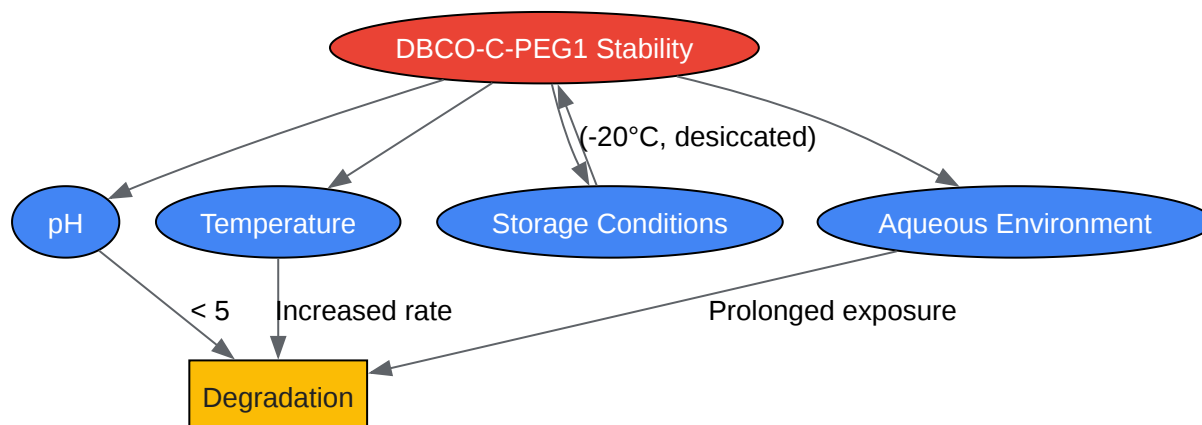 DBCO-C-PEG1 Stability
(-20°C, desiccated)
pH
Temperature
Storage Conditions
Aqueous Environment
< 5
Increased rate
Prolonged exposure
Degradation